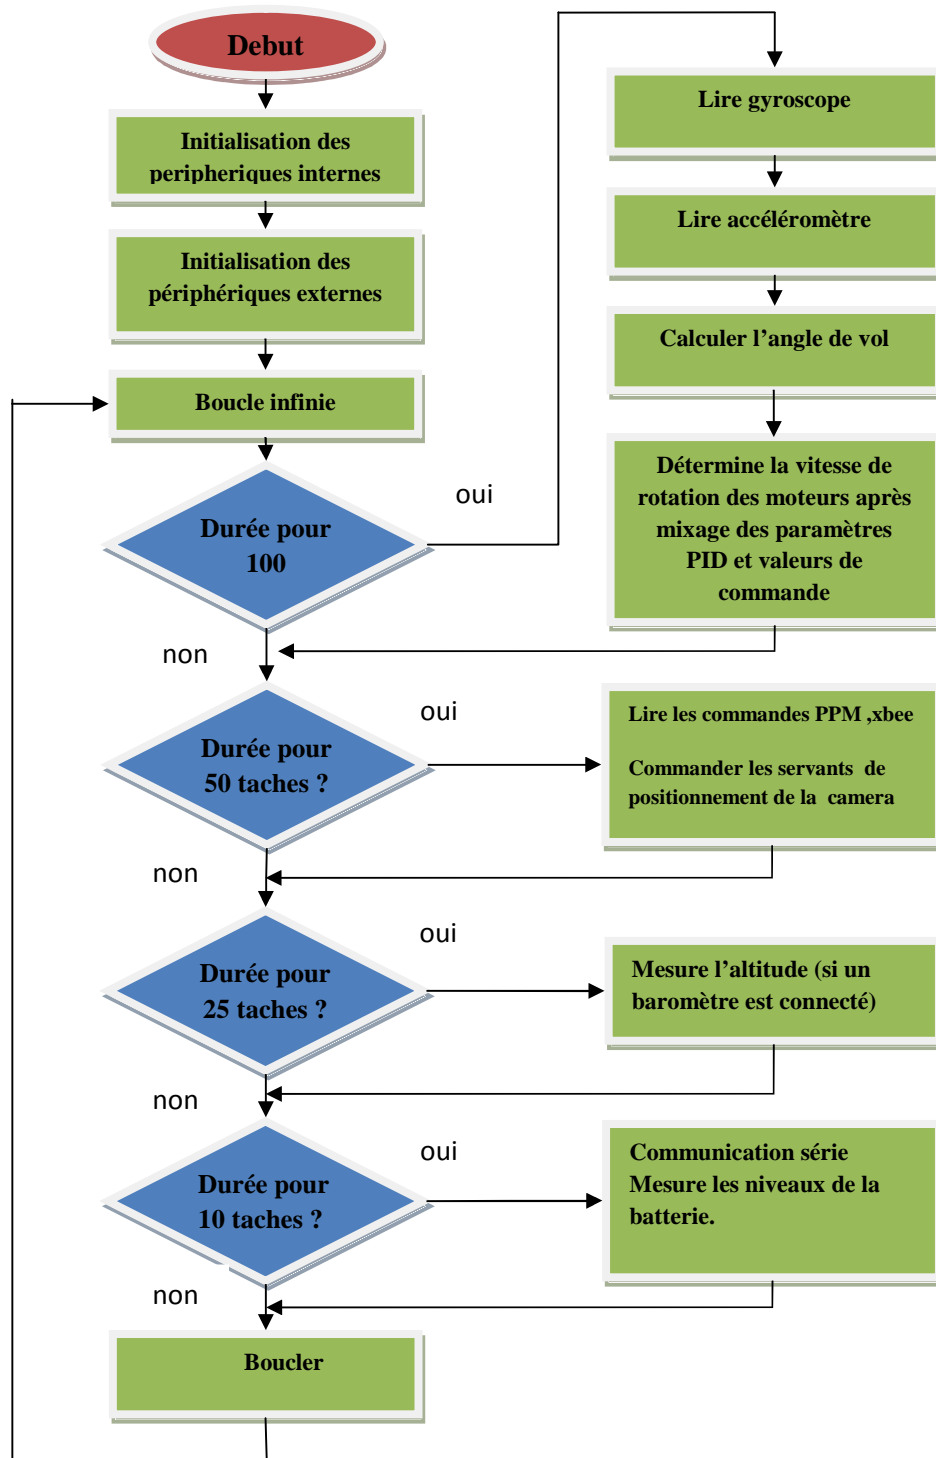 Debut
Initialisation des
peripheriques internes
Initialisation des
périphériques externes
Boucle infinie
Durée pour
100
oui
Lire gyroscope
Lire accéléromètre
Calculer l'angle de vol
Détermine la vitesse de
rotation des moteurs après
mixage des paramètres
PID et valeurs de
commande
non
Durée pour
50 taches ?
oui
Lire les commandes PPM ,xbee
Commander les servants de
positionnement de la camera
non
Durée pour
25 taches ?
oui
Mesure l'altitude (si un
baromètre est connecté)
non
Durée pour
10 taches ?
oui
Communication série
Mesure les niveaux de la
batterie.
non
Boucler